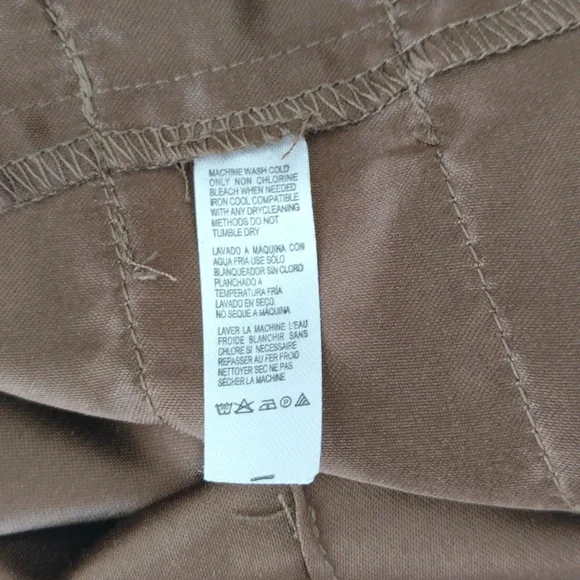 MACHINE WASH COLD
ONLY NON CHLORINE
BLEACH WHEN NEEDED
IRON COOL COMPATIBLE
WITH ANY DRYCLEANING
METHODS DO NOT
TUMBLE DRY
LAVADO A MAQUINA CON
AGUA FRIA USE SÓLO
BLANQUEADOR SIN CLORO
PLANCHADO A
TEMPERATURA FRÍA
LAVADO EN SECO.
NO SEQUE A MÁQUINA
LAVER LA MACHINE L'EAU
FROIDE BLANCHIR SANS
CHLORE SI NECESSAIRE
REPASSER AU FER FROID
NETTOYER SEC NE PAS
SÉCHER LA MACHINE